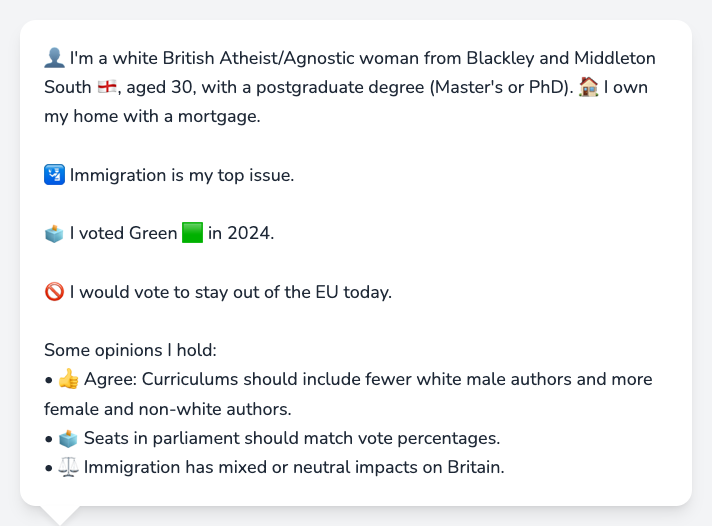 👤 I'm a white British Atheist/Agnostic woman from Blackley and Middleton
South 🏴󠁧󠁢󠁥󠁮󠁧󠁿, aged 30, with a postgraduate degree (Master's or PhD). 🏠 I own
my home with a mortgage.
🛂 Immigration is my top issue.
🗳️ I voted Green 🟩 in 2024.
🚫 I would vote to stay out of the EU today.
Some opinions I hold:
• 👍 Agree: Curriculums should include fewer white male authors and more
female and non-white authors.
• 🗳️ Seats in parliament should match vote percentages.
• ⚖️ Immigration has mixed or neutral impacts on Britain.